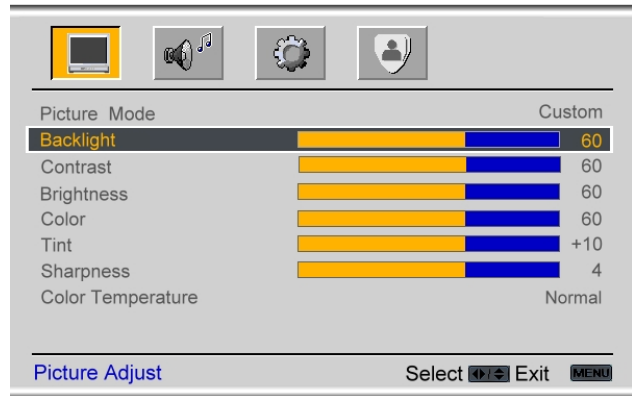 Picture Mode Custom
Backlight 60
Contrast 60
Brightness 60
Color 60
Tint +10
Sharpness 4
Color Temperature Normal
Picture Adjust Select Exit MENU